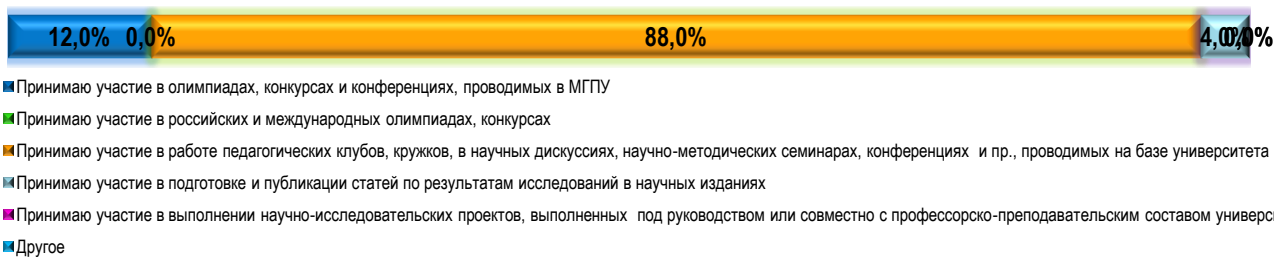 12,0% 0,0% 88,0% 4,0% 0,0%
Принимаю участие в олимпиадах, конкурсах и конференциях, проводимых в МГПУ
Принимаю участие в российских и международных олимпиадах, конкурсах
Принимаю участие в работе педагогических клубов, кружков, в научных дискуссиях, научно-методических семинарах, конференциях и пр., проводимых на базе университета
Принимаю участие в подготовке и публикации статей по результатам исследований в научных изданиях
Принимаю участие в выполнении научно-исследовательских проектов, выполненных под руководством или совместно с профессорско-преподавательским составом
Другое